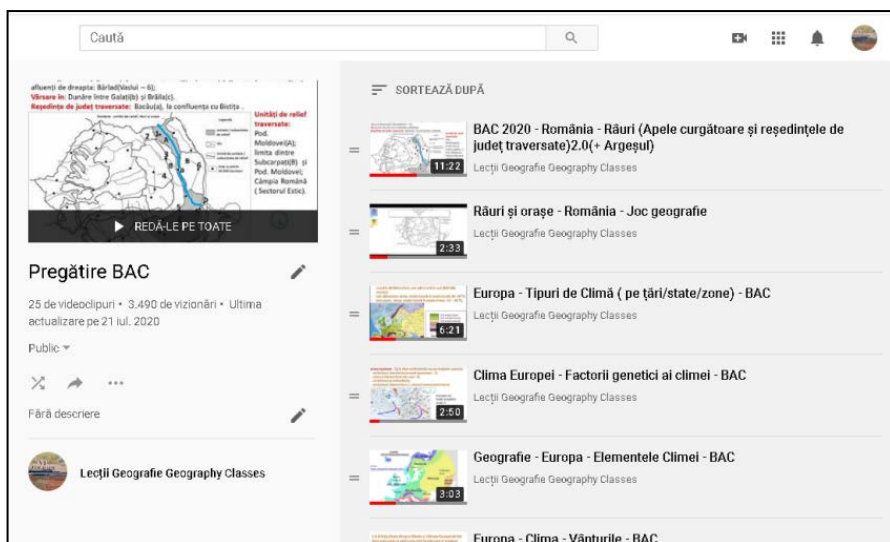 Caută
afluenți de dreapta: Bârlad(Vaslui – 6);
Vărsare în: Dunăre între Galați(b) și Brăila(c).
Reședințe de județ traversate: Bacău(a), la confluența cu Bistița .
Unități de relief
traversate:
Pod.
Moldovei(A);
limita dintre
Subcarpați(B) și
Pod. Moldovei;
Câmpia Română
( Sectorul Estic).
REDĂ-LE PE TOATE
Pregătire BAC
25 de videoclipuri • 3.490 de vizionări • Ultima
actualizare pe 21 iul. 2020
Public
Fără descriere
Lecții Geografie Geography Classes
SORTEAZĂ DUPĂ
BAC 2020 - România - Râuri (Apele curgătoare și reședințele de
județ traversate)2.0(+ Argeșul)
Lecții Geografie Geography Classes
11:22
Râuri și orașe - România - Joc geografie
Lecții Geografie Geography Classes
2:33
Europa - Tipuri de Climă ( pe țări/state/zone) - BAC
Lecții Geografie Geography Classes
6:21
Clima Europei - Factorii genetici ai climei - BAC
Lecții Geografie Geography Classes
2:50
Geografie - Europa - Elementele Climei - BAC
Lecții Geografie Geography Classes
3:03
Europa - Clima - Vânturile - BAC